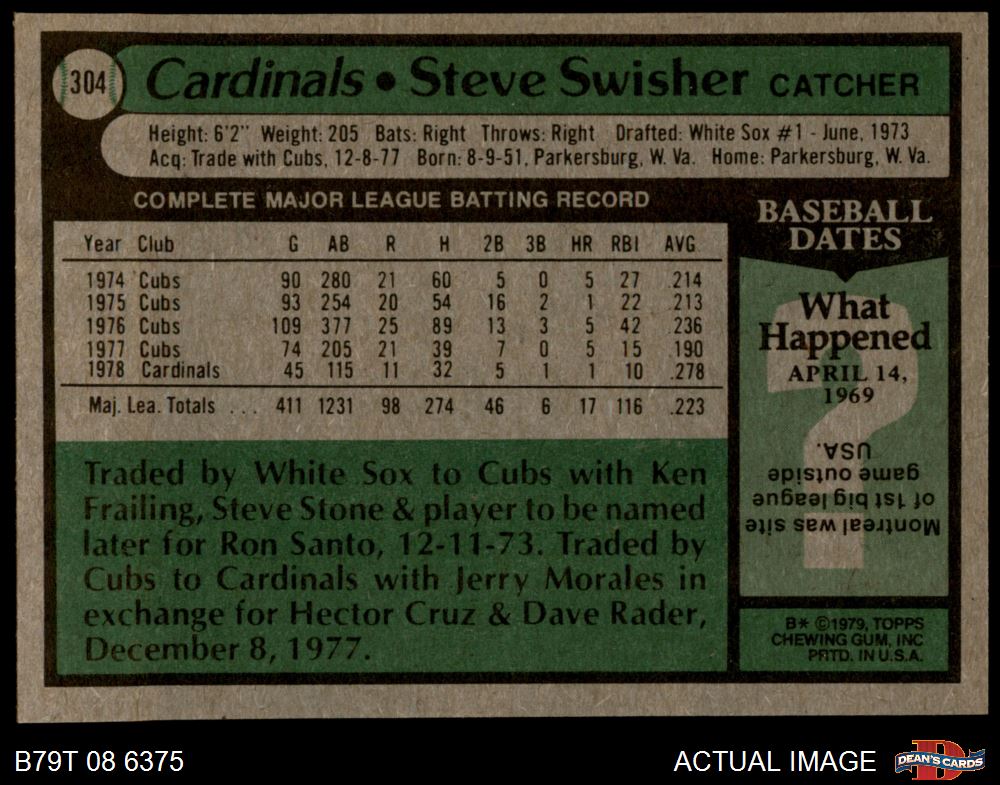 304
Cardinals • Steve Swisher CATCHER
Height: 6'2" Weight: 205 Bats: Right Throws: Right Drafted: White Sox #1 - June, 1973
Acq: Trade with Cubs, 12-8-77 Born: 8-9-51, Parkersburg, W. Va. Home: Parkersburg, W. Va.
COMPLETE MAJOR LEAGUE BATTING RECORD
Year Club G AB R H 2B 3B HR RBI AVG
1974 Cubs 90 280 21 60 5 0 5 27 .214
1975 Cubs 93 254 20 54 16 2 1 22 .213
1976 Cubs 109 377 25 89 13 3 5 42 .236
1977 Cubs 74 205 21 39 7 0 5 15 .190
1978 Cardinals 45 115 11 32 5 1 1 10 .278
Maj. Lea. Totals . . . 411 1231 98 274 46 6 17 116 .223
Traded by White Sox to Cubs with Ken
Frailing, Steve Stone & player to be named
later for Ron Santo, 12-11-73. Traded by
Cubs to Cardinals with Jerry Morales in
exchange for Hector Cruz & Dave Rader,
December 8, 1977.
BASEBALL
DATES
What
Happened
APRIL 14,
1969
?
Montreal was site
of 1st big league
game outside
USA.
B* ©1979, TOPPS
CHEWING GUM, INC
PRTD. IN U.S.A.
B79T 08 6375
ACTUAL IMAGE
D
DEAN'S CARDS